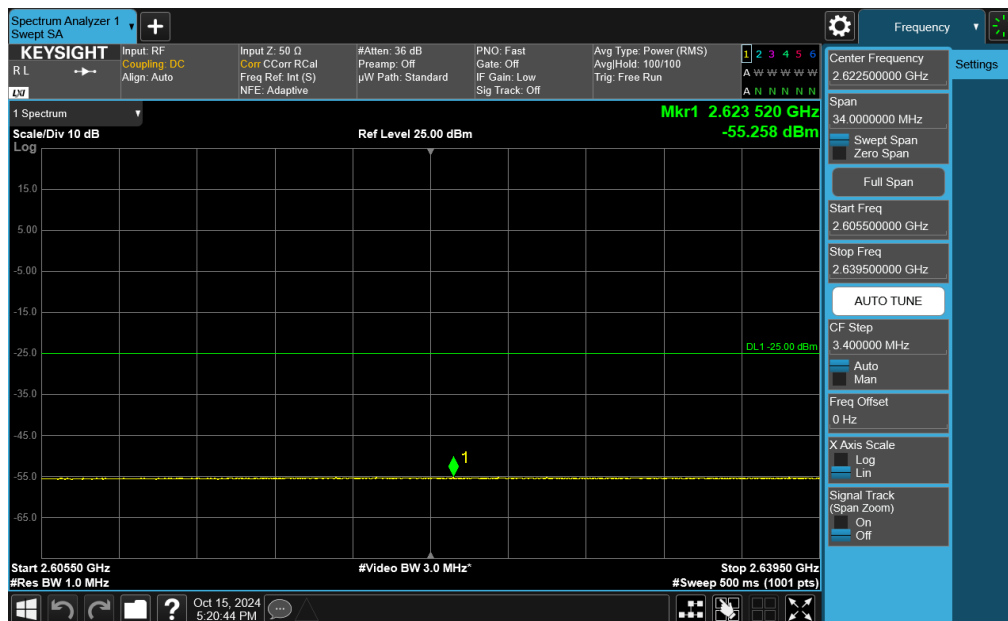 Spectrum Analyzer 1
Swept SA
Frequency
KEYSIGHT
R L
LXI
Input: RF
Coupling: DC
Align: Auto
Input Z: 50 Ω
Corr CCorr RCal
Freq Ref: Int (S)
NFE: Adaptive
#Atten: 36 dB
Preamp: Off
µW Path: Standard
PNO: Fast
Gate: Off
IF Gain: Low
Sig Track: Off
Avg Type: Power (RMS)
Avg|Hold: 100/100
Trig: Free Run
1 2 3 4 5 6
A W W W W W
A N N N N N
1 Spectrum
Scale/Div 10 dB
Log
Ref Level 25.00 dBm
Mkr1 2.623 520 GHz
-55.258 dBm
15.0
5.00
-5.00
-15.0
-25.0
-35.0
-45.0
-55.0
-65.0
DL1 -25.00 dBm
1
Start 2.60550 GHz
#Res BW 1.0 MHz
#Video BW 3.0 MHz*
Stop 2.63950 GHz
#Sweep 500 ms (1001 pts)
Center Frequency
2.622500000 GHz
Settings
Span
34.0000000 MHz
Swept Span
Zero Span
Full Span
Start Freq
2.605500000 GHz
Stop Freq
2.639500000 GHz
AUTO TUNE
CF Step
3.400000 MHz
Auto
Man
Freq Offset
0 Hz
X Axis Scale
Log
Lin
Signal Track
(Span Zoom)
On
Off
?
Oct 15, 2024
5:20:44 PM